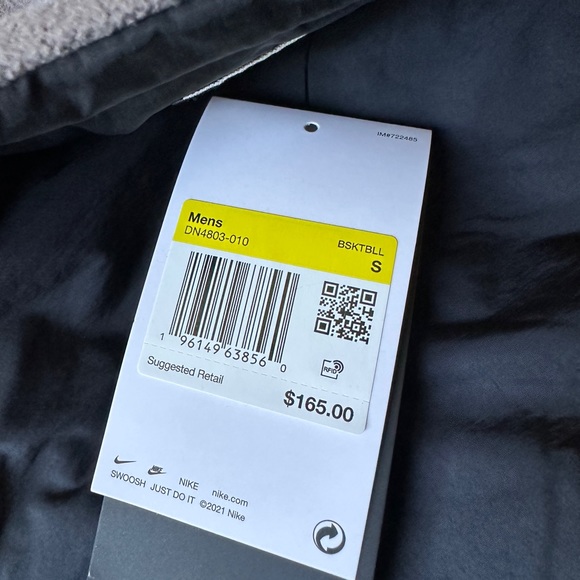 IM#722485
Mens
DN4803-010
BSKTBLL
S
1 96149 63856 0
RFID
Suggested Retail
$165.00
NIKE
SWOOSH JUST DO IT NIKE nike.com
©2021 Nike